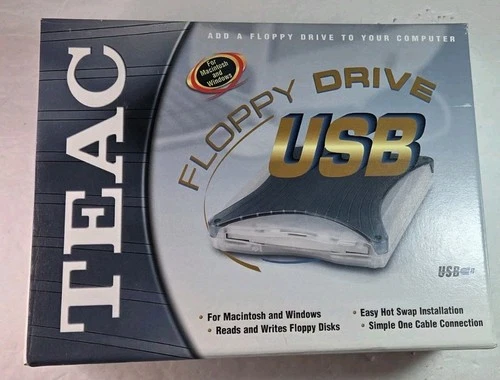 ADD A FLOPPY DRIVE TO YOUR COMPUTER
For
Macintosh
and
Windows
TEAC
FLOPPY DRIVE
USB
USB
• For Macintosh and Windows
• Reads and Writes Floppy Disks
• Easy Hot Swap Installation
• Simple One Cable Connection